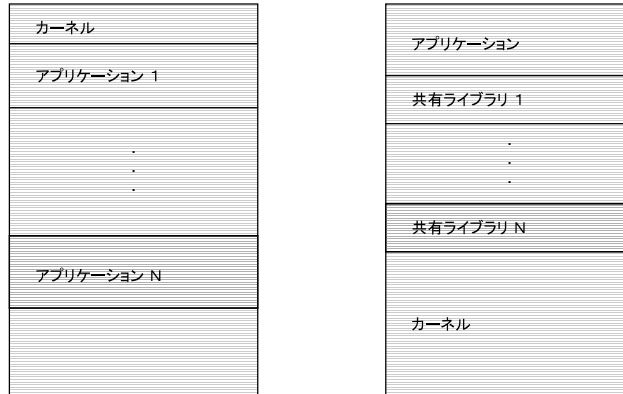 カーネル
アプリケーション 1
.
.
.
アプリケーション N
アプリケーション
共有ライブラリ 1
.
.
.
共有ライブラリ N
カーネル